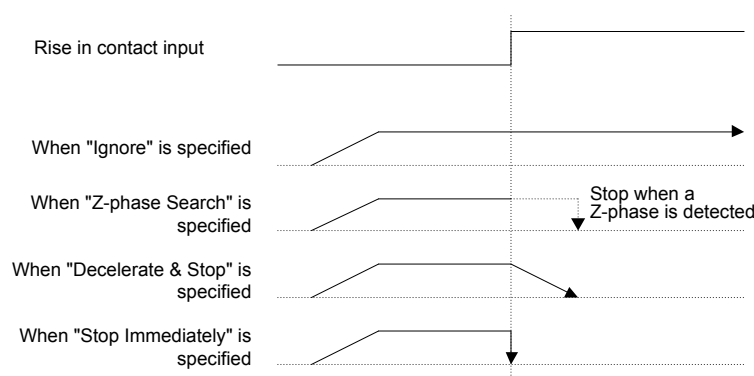 Rise in contact input
When "Ignore" is specified
When "Z-phase Search" is
specified
Stop when a
Z-phase is detected
When "Decelerate & Stop" is
specified
When "Stop Immediately" is
specified